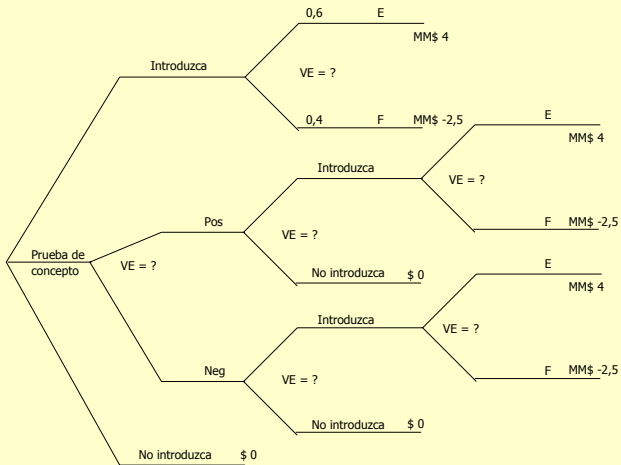 0,6 E
MM$ 4
Introduzca
VE = ?
0,4 F MM$ -2,5
E
MM$ 4
Introduzca
VE = ?
Pos
F MM$ -2,5
VE = ?
Prueba de
concepto
VE = ?
No introduzca $ 0
E
MM$ 4
Introduzca
VE = ?
Neg
F MM$ -2,5
VE = ?
No introduzca $ 0
No introduzca $ 0